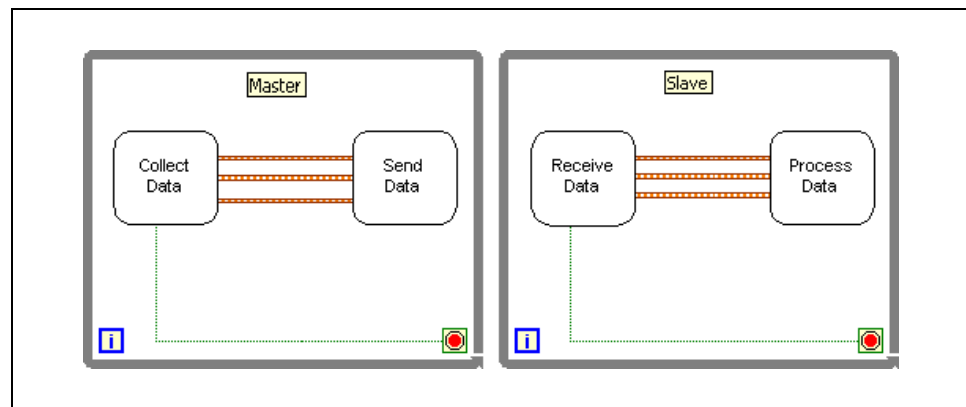 Master
Collect
Data
Send
Data
i
Slave
Receive
Data
Process
Data
i